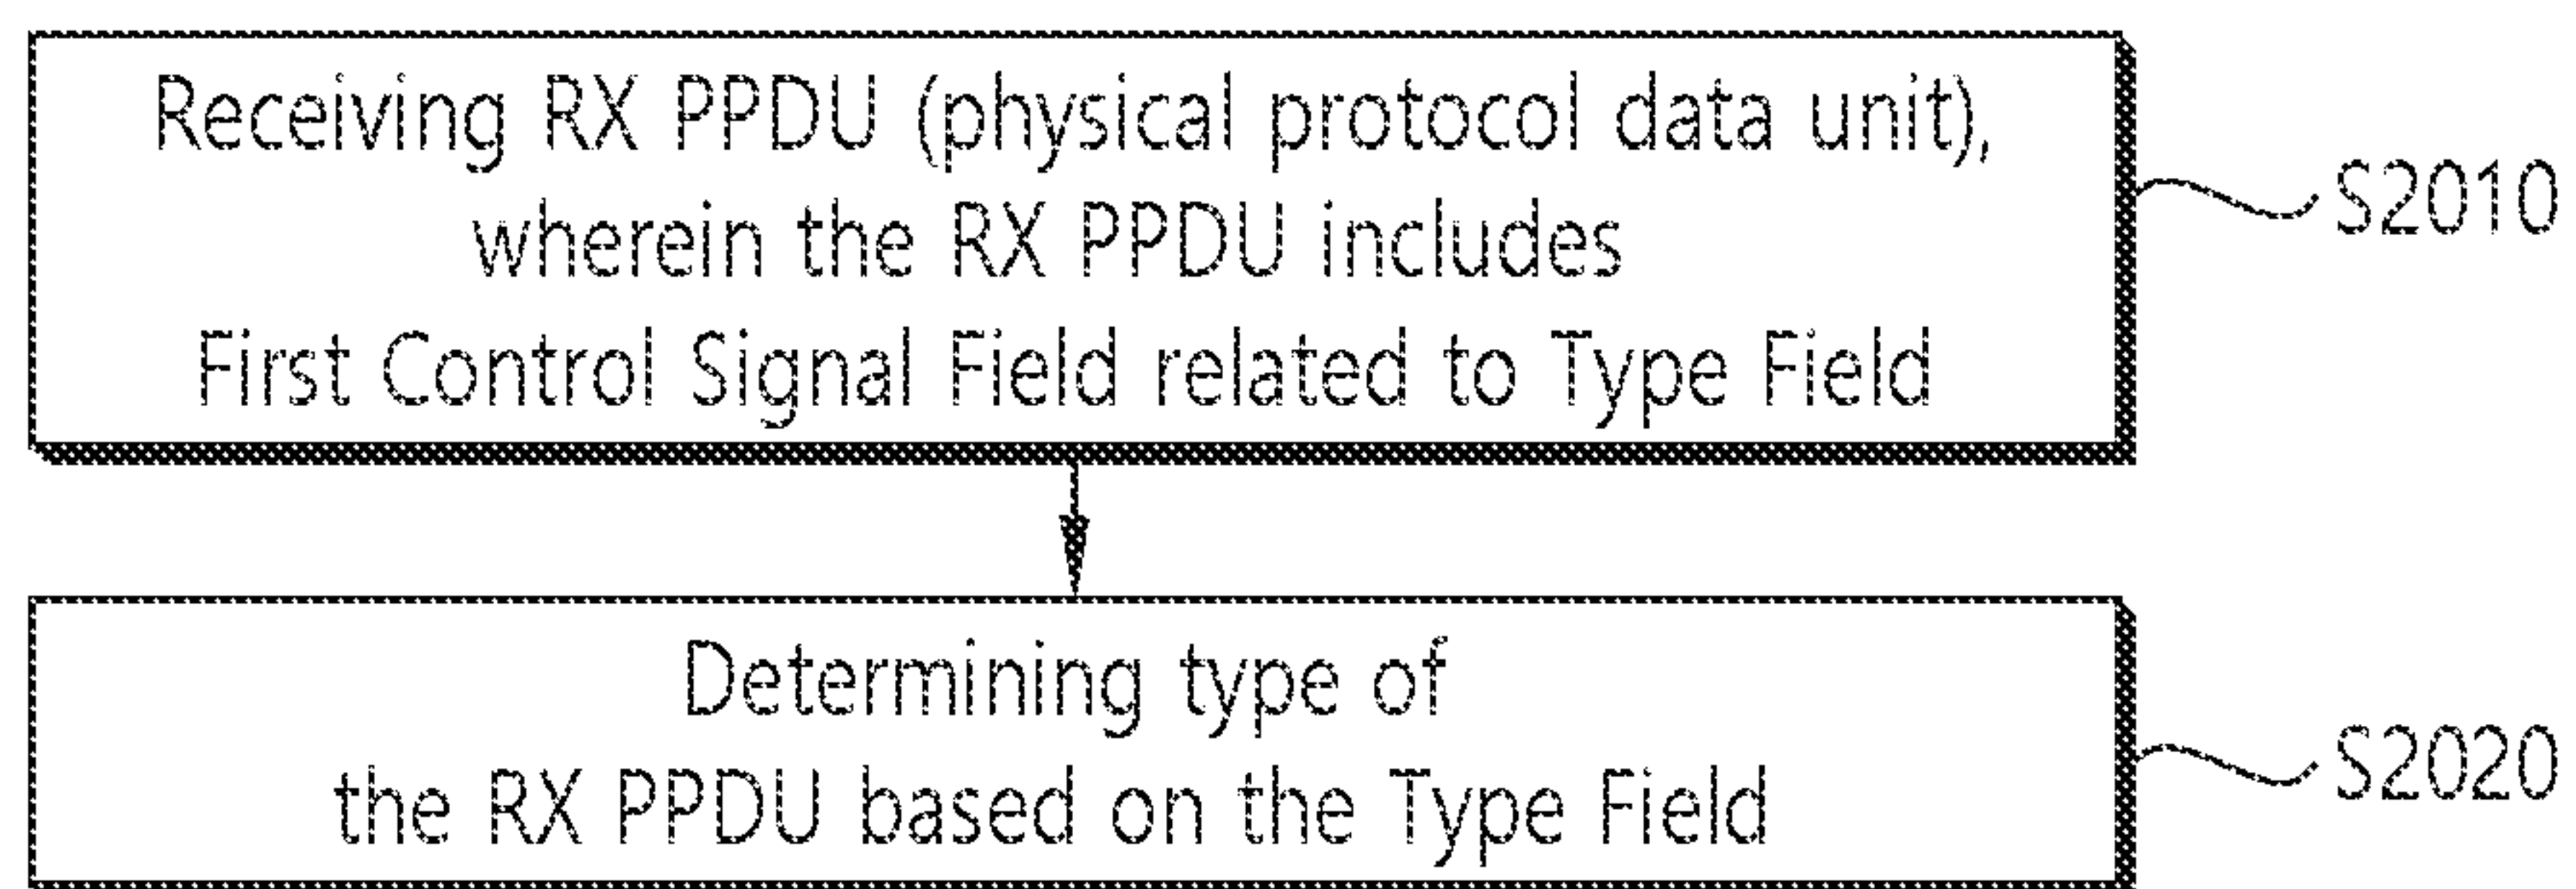 Receiving RX PPDU (physical protocol data unit),
wherein the RX PPDU includes
First Control Signal Field related to Type Field
S2010
Determining type of
the RX PPDU based on the Type Field
S2020